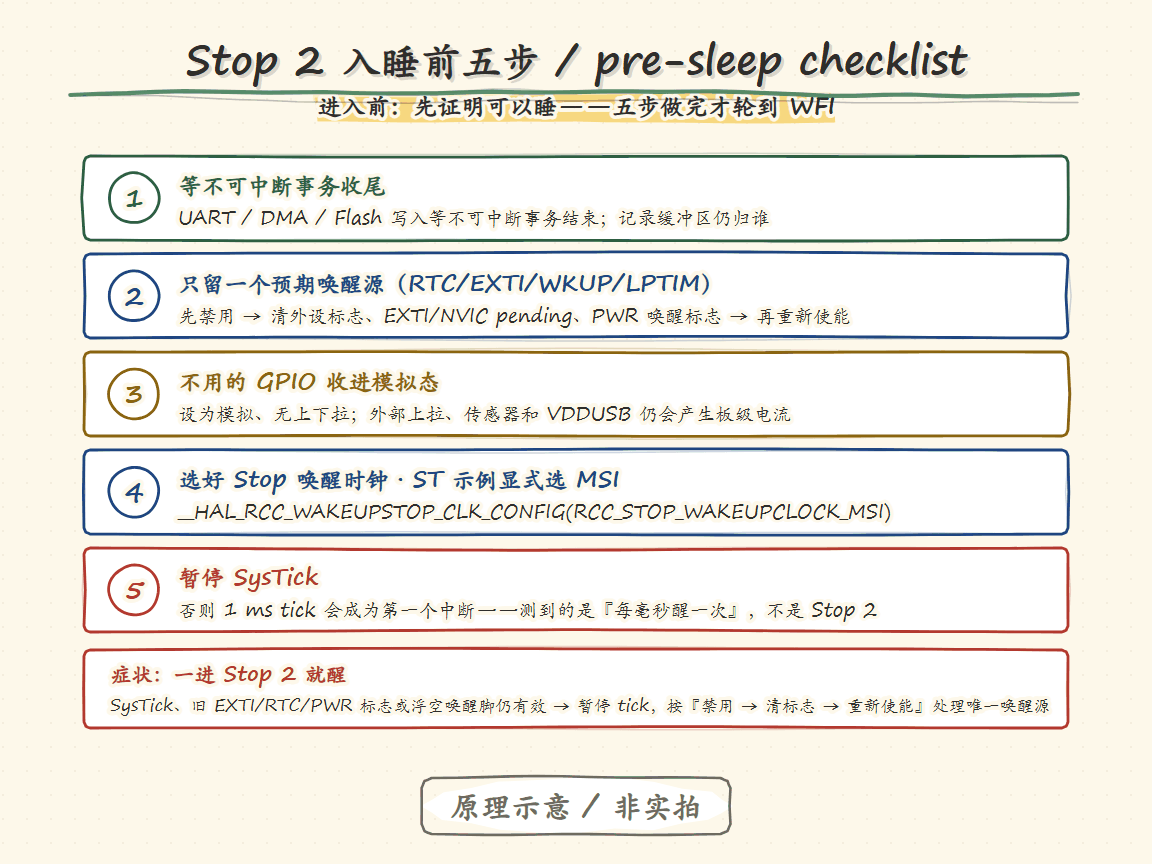 Stop 2 入睡前五步 / pre-sleep checklist
进入前：先证明可以睡——五步做完才轮到 WFI
1
等不可中断事务收尾
UART / DMA / Flash 写入等不可中断事务结束；记录缓冲区仍归谁
2
只留一个预期唤醒源（RTC/EXTI/WKUP/LPTIM）
先禁用 → 清外设标志、EXTI/NVIC pending、PWR 唤醒标志 → 再重新使能
3
不用的 GPIO 收进模拟态
设为模拟、无上下拉；外部上拉、传感器和 VDDUSB 仍会产生板级电流
4
选好 Stop 唤醒时钟 · ST 示例显式选 MSI
__HAL_RCC_WAKEUPSTOP_CLK_CONFIG(RCC_STOP_WAKEUPCLOCK_MSI)
5
暂停 SysTick
否则 1 ms tick 会成为第一个中断——测到的是『每毫秒醒一次』，不是 Stop 2
症状：一进 Stop 2 就醒
SysTick、旧 EXTI/RTC/PWR 标志或浮空唤醒脚仍有效 → 暂停 tick，按『禁用 → 清标志 → 重新使能』处理唯一唤醒源
原理示意 / 非实拍